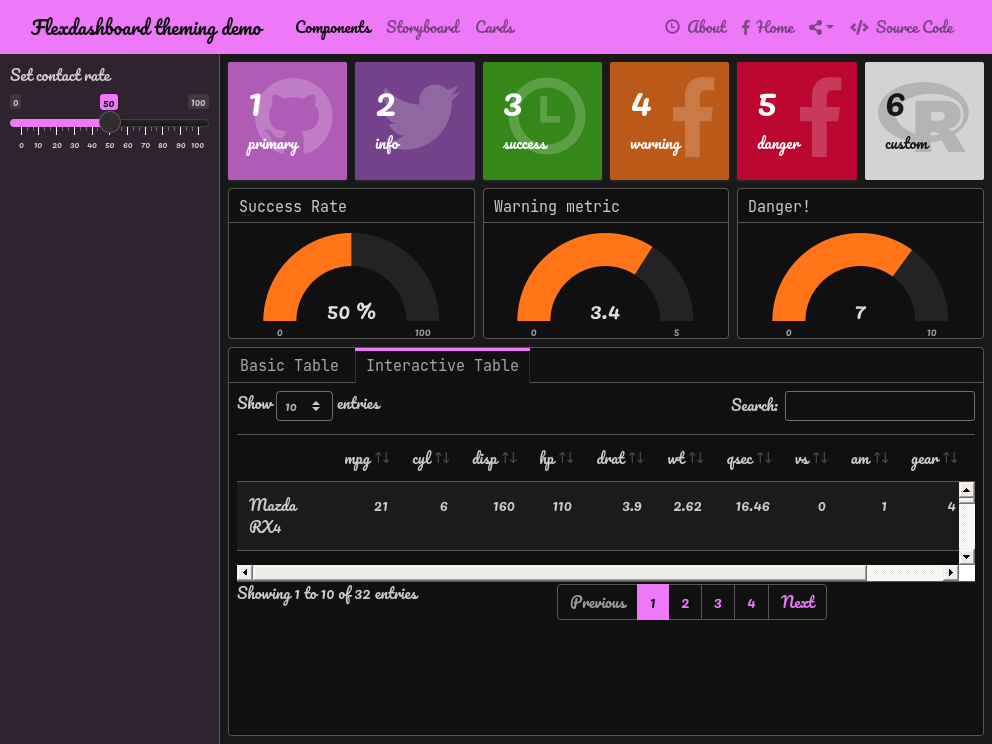 Flexdashboard theming demo Components Storyboard Cards About Home Source Code
Set contact rate
0 50 100
0 10 20 30 40 50 60 70 80 90 100
1 2 3 4 5 6
primary info success warning danger custom
Success Rate Warning metric Danger!
50 % 3.4 7
0 100 0 5 0 10
Basic Table Interactive Table
Show 10 entries Search:
mpg cyl disp hp drat wt qsec vs am gear
Mazda 21 6 160 110 3.9 2.62 16.46 0 1 4
RX4
Showing 1 to 10 of 32 entries Previous 1 2 3 4 Next